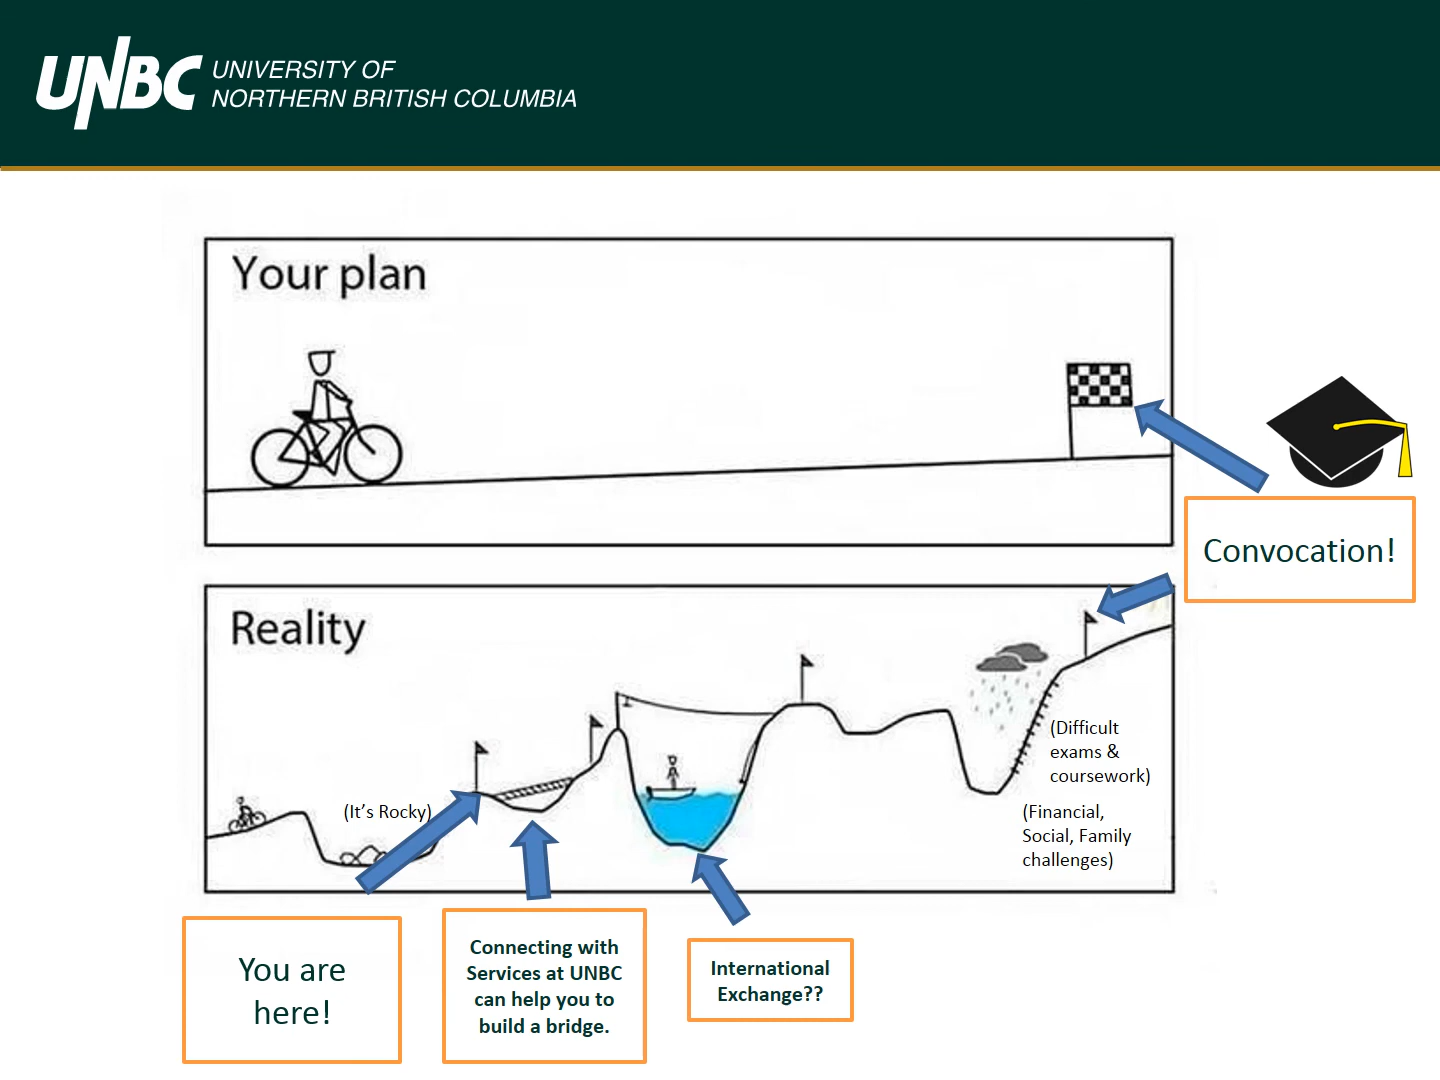 UNBC UNIVERSITY OF
NORTHERN BRITISH COLUMBIA
Your plan
Convocation!
Reality
(Difficult
exams &
coursework)
(It's Rocky)
(Financial,
Social, Family
challenges)
You are
here!
Connecting with
Services at UNBC
can help you to
build a bridge.
International
Exchange??